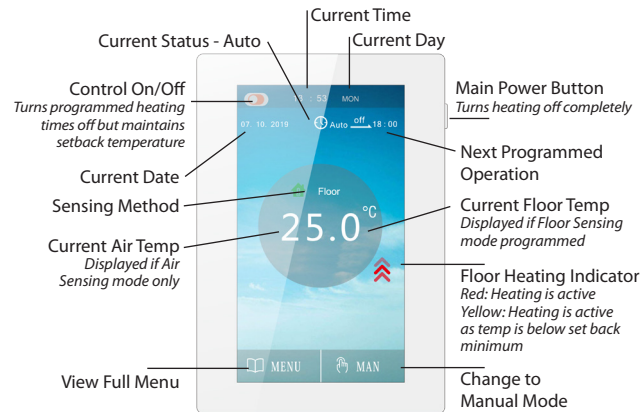 Current Time
Current Status - Auto
Current Day
Control On/Off
Turns programmed heating
times off but maintains
setback temperature
Main Power Button
Turns heating off completely
: 53 MON
07. 10. 2019
Auto off 18:00
Current Date
Next Programmed
Operation
Sensing Method
Floor
Current Floor Temp
Displayed if Floor Sensing
mode programmed
25.0°C
Current Air Temp
Displayed if Air
Sensing mode only
Floor Heating Indicator
Red: Heating is active
Yellow: Heating is active
as temp is below set back
minimum
MENU
MAN
View Full Menu
Change to
Manual Mode